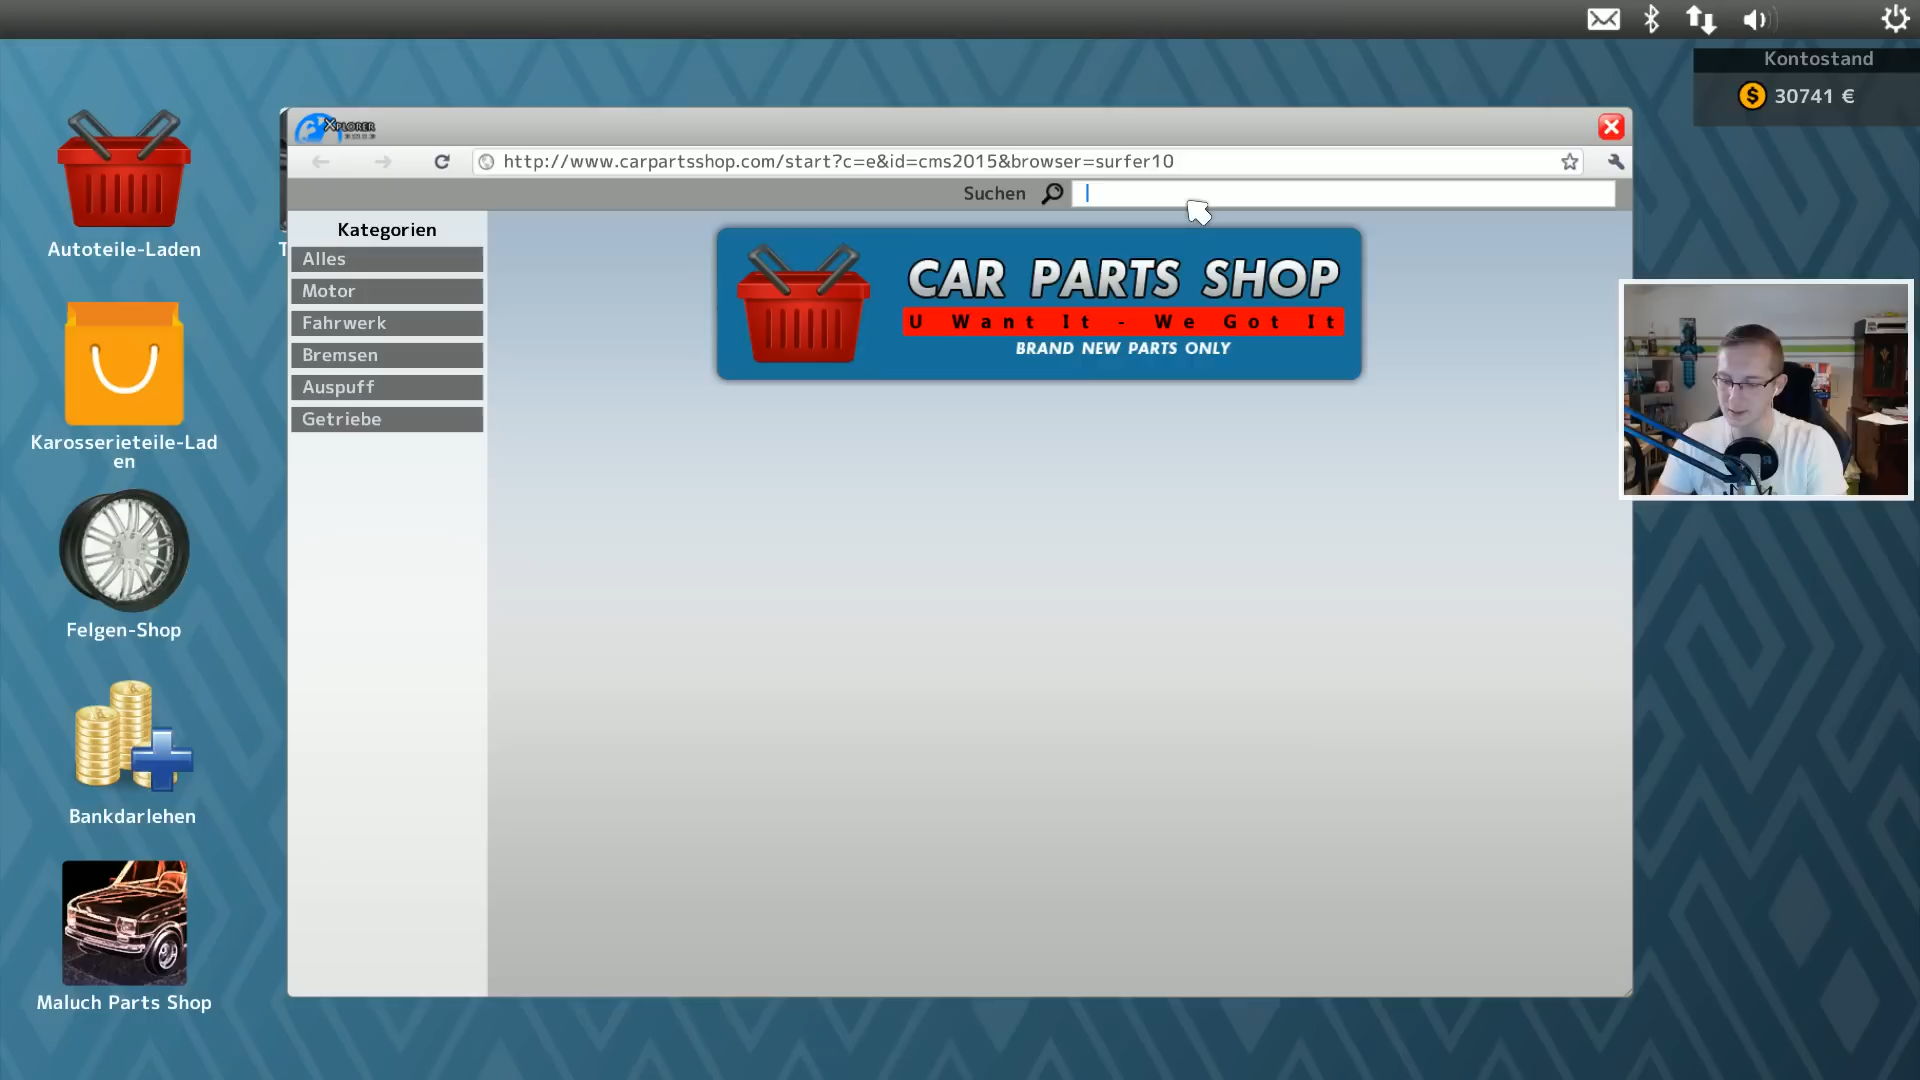 Kontostand
30741 €
XPLORER
http://www.carpartsshop.com/start?c=e&id=cms2015&browser=surfer10
Suchen
Kategorien
Alles
Motor
Fahrwerk
Bremsen
Auspuff
Getriebe
CAR PARTS SHOP
U Want It - We Got It
BRAND NEW PARTS ONLY
Autoteile-Laden
T
Karosserieteile-Lad
en
Felgen-Shop
Bankdarlehen
Maluch Parts Shop